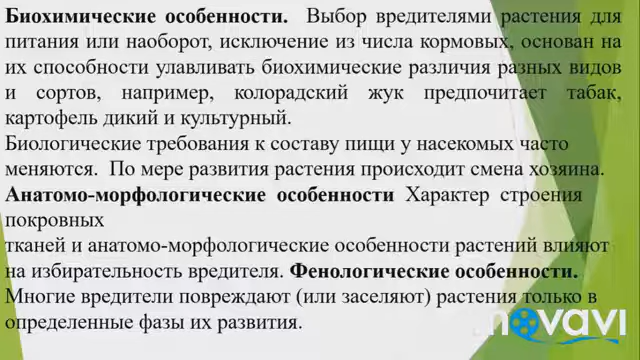 Биохимические особенности. Выбор вредителями растения для
питания или наоборот, исключение из числа кормовых, основан на
их способности улавливать биохимические различия разных видов
и сортов, например, колорадский жук предпочитает табак,
картофель дикий и культурный.
Биологические требования к составу пищи у насекомых часто
меняются. По мере развития растения происходит смена хозяина.
Анатомо-морфологические особенности Характер строения
покровных
тканей и анатомо-морфологические особенности растений влияют
на избирательность вредителя. Фенологические особенности.
Многие вредители повреждают (или заселяют) растения только в
определенные фазы их развития.
movavi